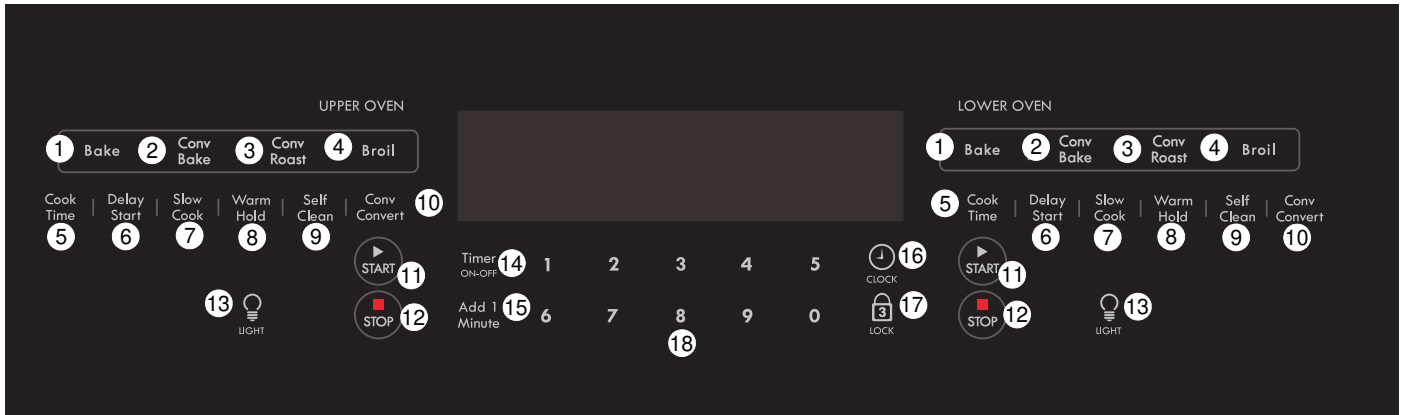 UPPER OVEN
LOWER OVEN
1 Bake 2 Conv Bake 3 Conv Roast 4 Broil
1 Bake 2 Conv Bake 3 Conv Roast 4 Broil
Cook Time | Delay Start | Slow Cook | Warm Hold | Self Clean | Conv Convert 10
5 6 7 8 9
5 Cook Time | Delay Start | Slow Cook | Warm Hold | Self Clean | Conv Convert
6 7 8 9 10
START 11
STOP 12
13 LIGHT
Timer ON-OFF 14 1 2 3 4 5
Add 1 Minute 15 6 7 8 9 0
18
16 CLOCK
3 17 LOCK
START 11
STOP 12
LIGHT 13